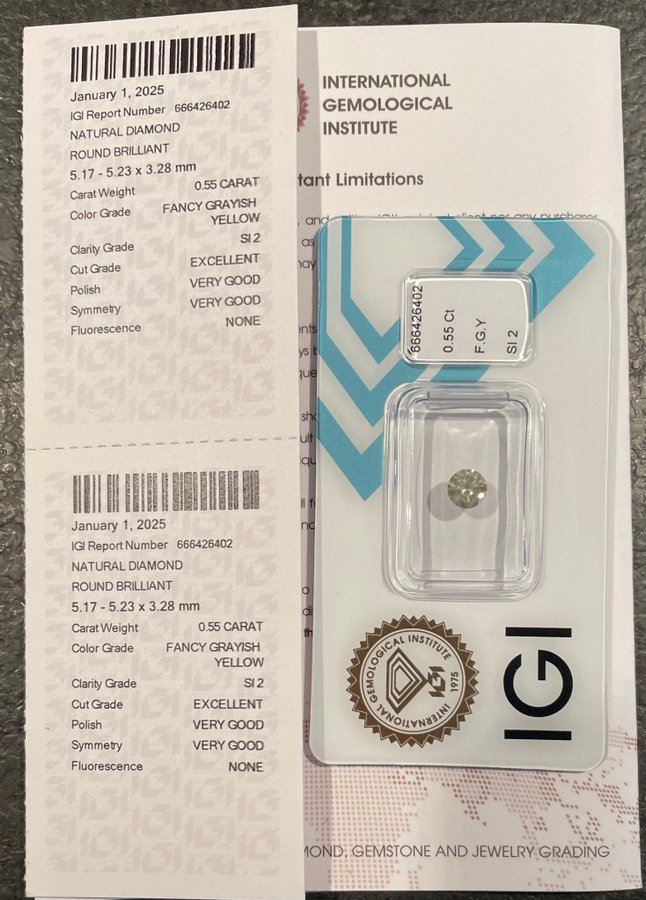 January 1, 2025
IGI Report Number 666426402
NATURAL DIAMOND
ROUND BRILLIANT
5.17 - 5.23 x 3.28 mm
Carat Weight 0.55 CARAT
Color Grade FANCY GRAYISH
YELLOW
Clarity Grade SI 2
Cut Grade EXCELLENT
Polish VERY GOOD
Symmetry VERY GOOD
Fluorescence NONE
January 1, 2025
IGI Report Number 666426402
NATURAL DIAMOND
ROUND BRILLIANT
5.17 - 5.23 x 3.28 mm
Carat Weight 0.55 CARAT
Color Grade FANCY GRAYISH
YELLOW
Clarity Grade SI 2
Cut Grade EXCELLENT
Polish VERY GOOD
Symmetry VERY GOOD
Fluorescence NONE
INTERNATIONAL
GEMOLOGICAL
INSTITUTE
Limitations
666426402
0.55 Ct
F.G.Y
SI 2
INTERNATIONAL GEMOLOGICAL INSTITUTE
IGI
1975
IGI
GEMSTONE AND JEWELRY GRADING